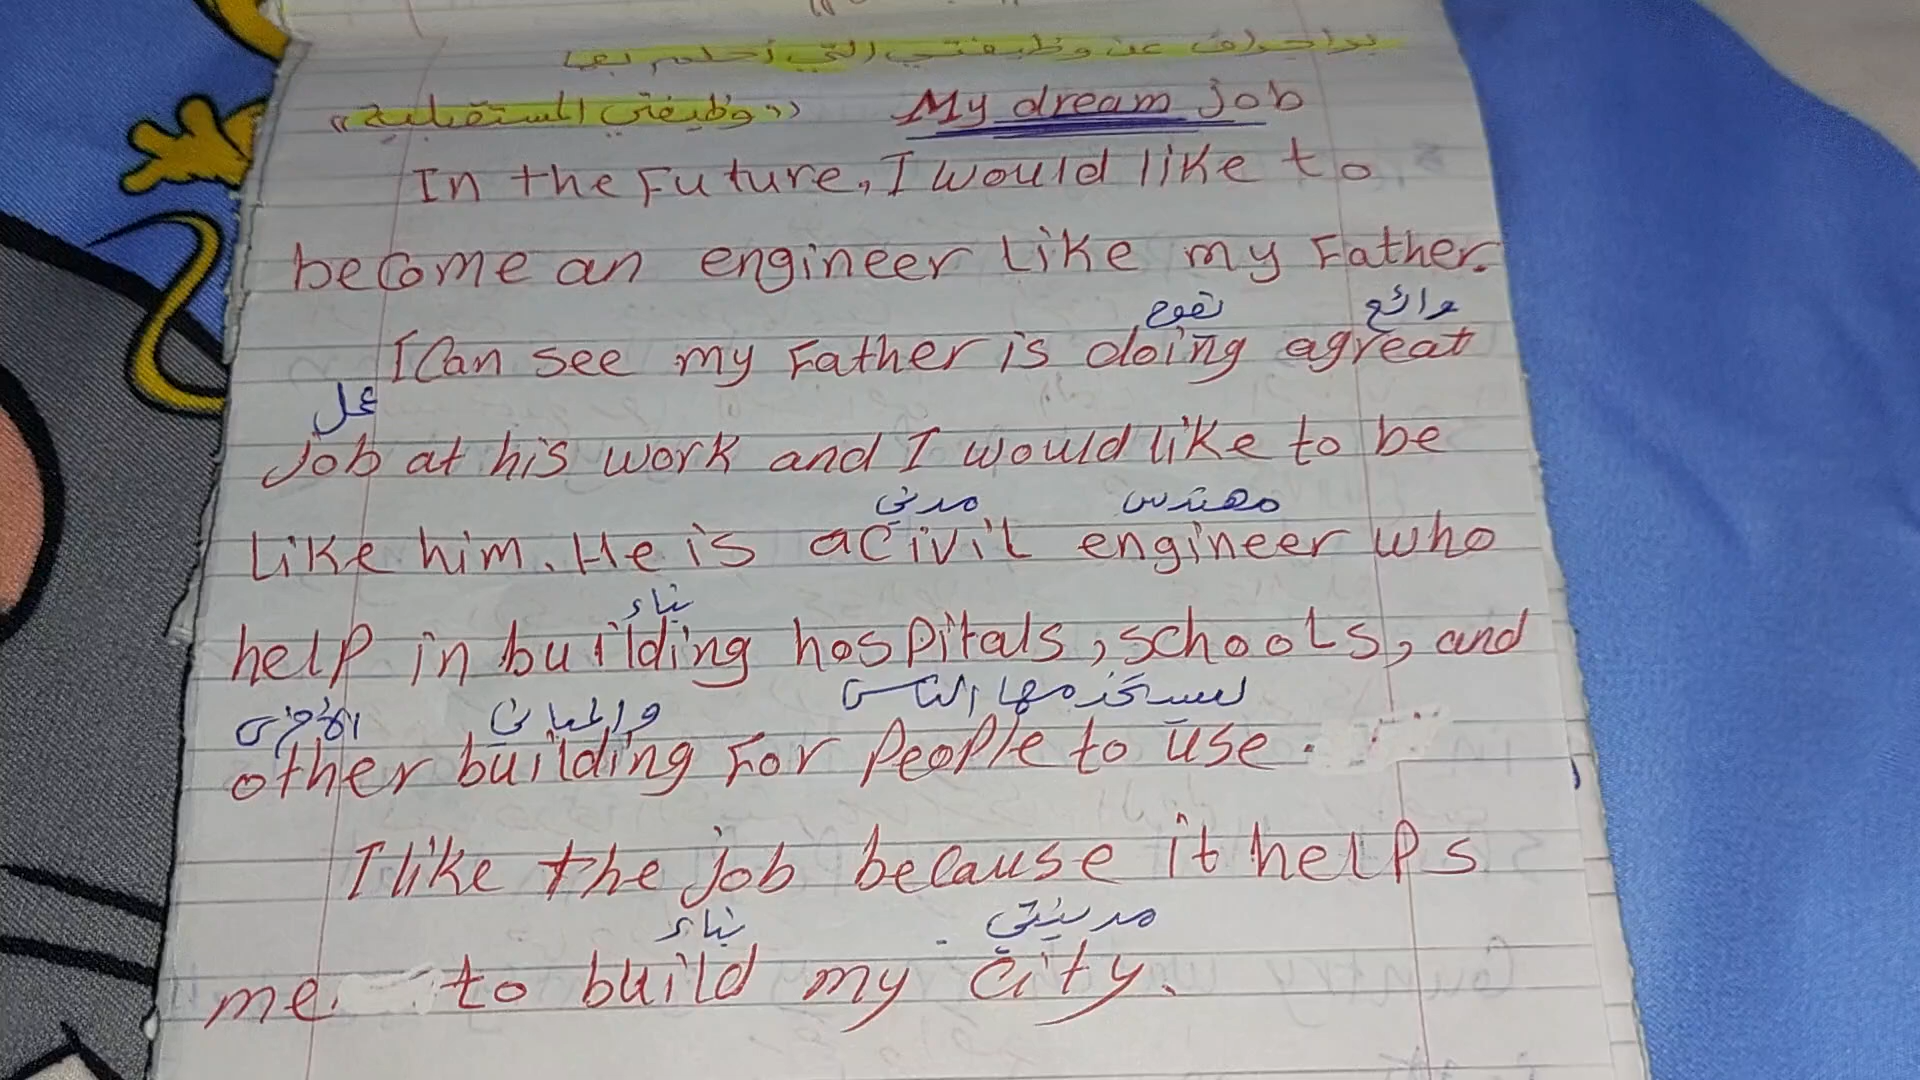 براجراف عن وظيفتي التي أحلم بها
My dream job «وظيفتي المستقبلية»
In the Future, I would like to
become an engineer like my Father.
تقوم رائع
I Can see my Father is doing a great
عمل
Job at his work and I would like to be
مدني مهندس
like him. He is a Civil engineer who
بناء
help in building hospitals, schools, and
الأخرى والمباني ليستخدمها الناس
other building For People to use.
I like the job because it helps
بناء مدينتي
me to build my city.